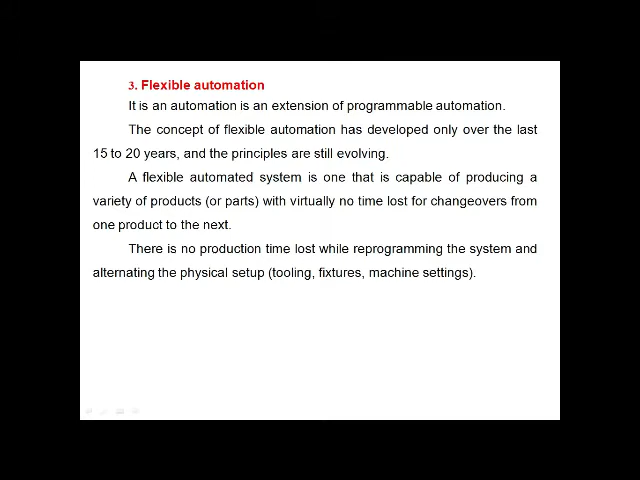 3. Flexible automation
It is an automation is an extension of programmable automation.
The concept of flexible automation has developed only over the last
15 to 20 years, and the principles are still evolving.
A flexible automated system is one that is capable of producing a
variety of products (or parts) with virtually no time lost for changeovers from
one product to the next.
There is no production time lost while reprogramming the system and
alternating the physical setup (tooling, fixtures, machine settings).